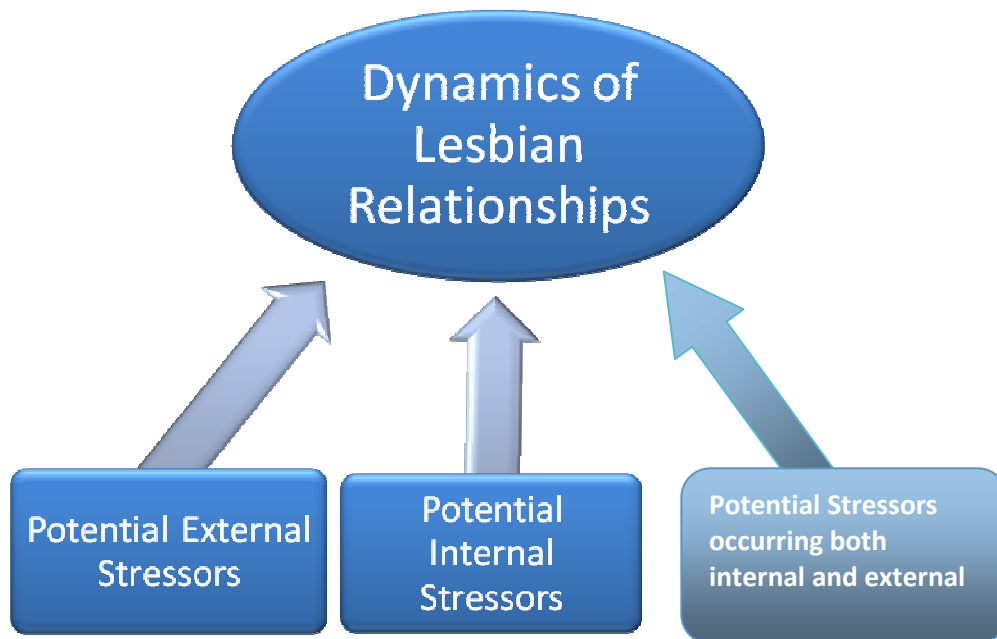 Dynamics of
Lesbian
Relationships
Potential External
Stressors
Potential
Internal
Stressors
Potential Stressors
occurring both
internal and external